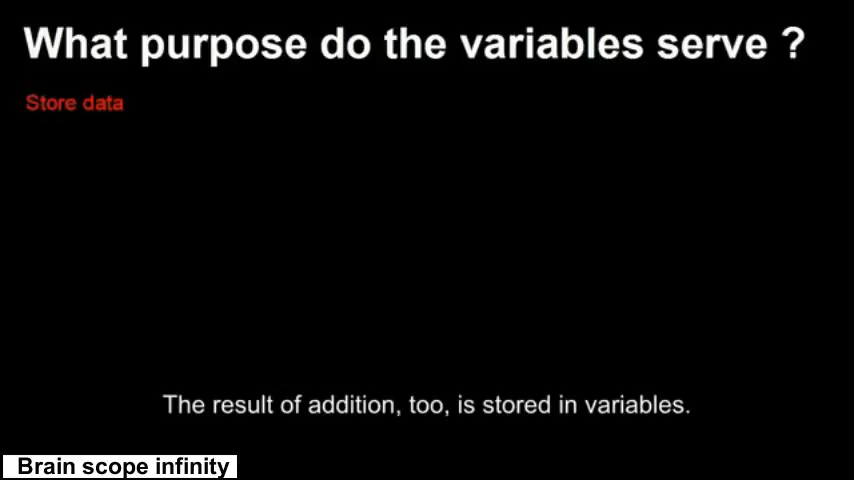 What purpose do the variables serve ?
Store data
The result of addition, too, is stored in variables.
Brain scope infinity